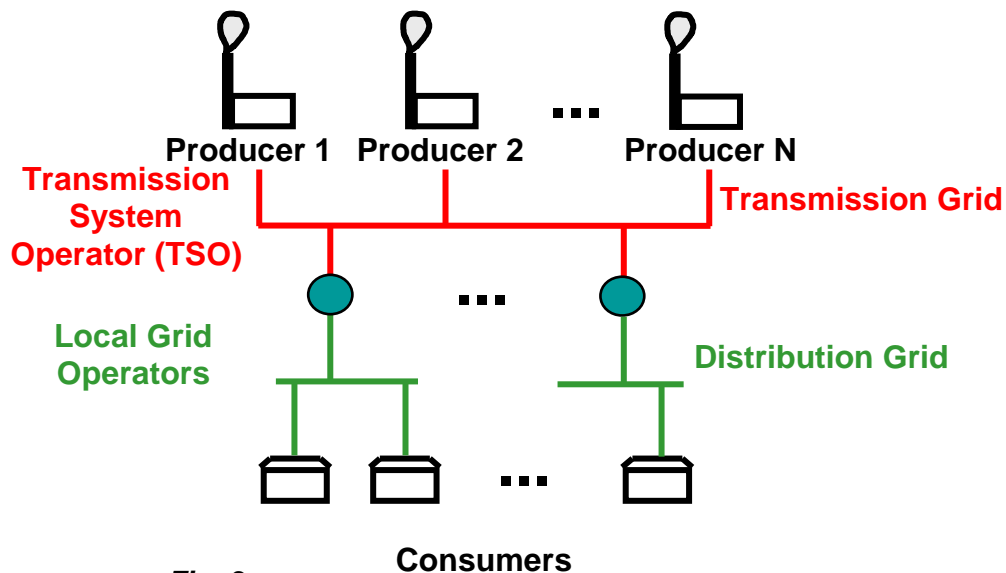 Producer 1
Producer 2
...
Producer N
Transmission
System
Operator (TSO)
Transmission Grid
...
Local Grid
Operators
Distribution Grid
...
Consumers